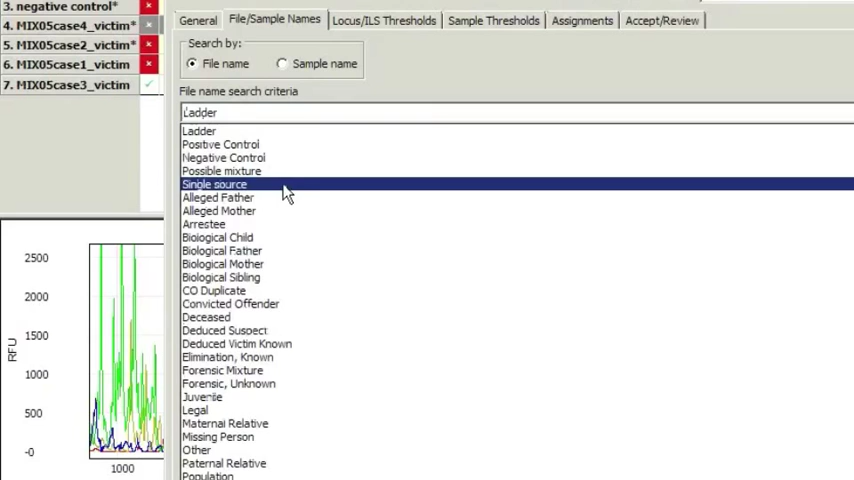 3. negative control*
4. MIX05case4_victim*
5. MIX05case2_victim*
6. MIX05case1_victim
7. MIX05case3_victim
General File/Sample Names Locus/ILS Thresholds Sample Thresholds Assignments Accept/Review
Search by:
File name Sample name
File name search criteria
Ladder
Ladder
Positive Control
Negative Control
Possible mixture
Single source
Alleged Father
Alleged Mother
Arrestee
Biological Child
Biological Father
Biological Mother
Biological Sibling
CO Duplicate
Convicted Offender
Deceased
Deduced Suspect
Deduced Victim Known
Elimination, Known
Forensic Mixture
Forensic, Unknown
Juvenile
Legal
Maternal Relative
Missing Person
Other
Paternal Relative
Population
RFU
2500
2000
1500
1000
500
-0
1000